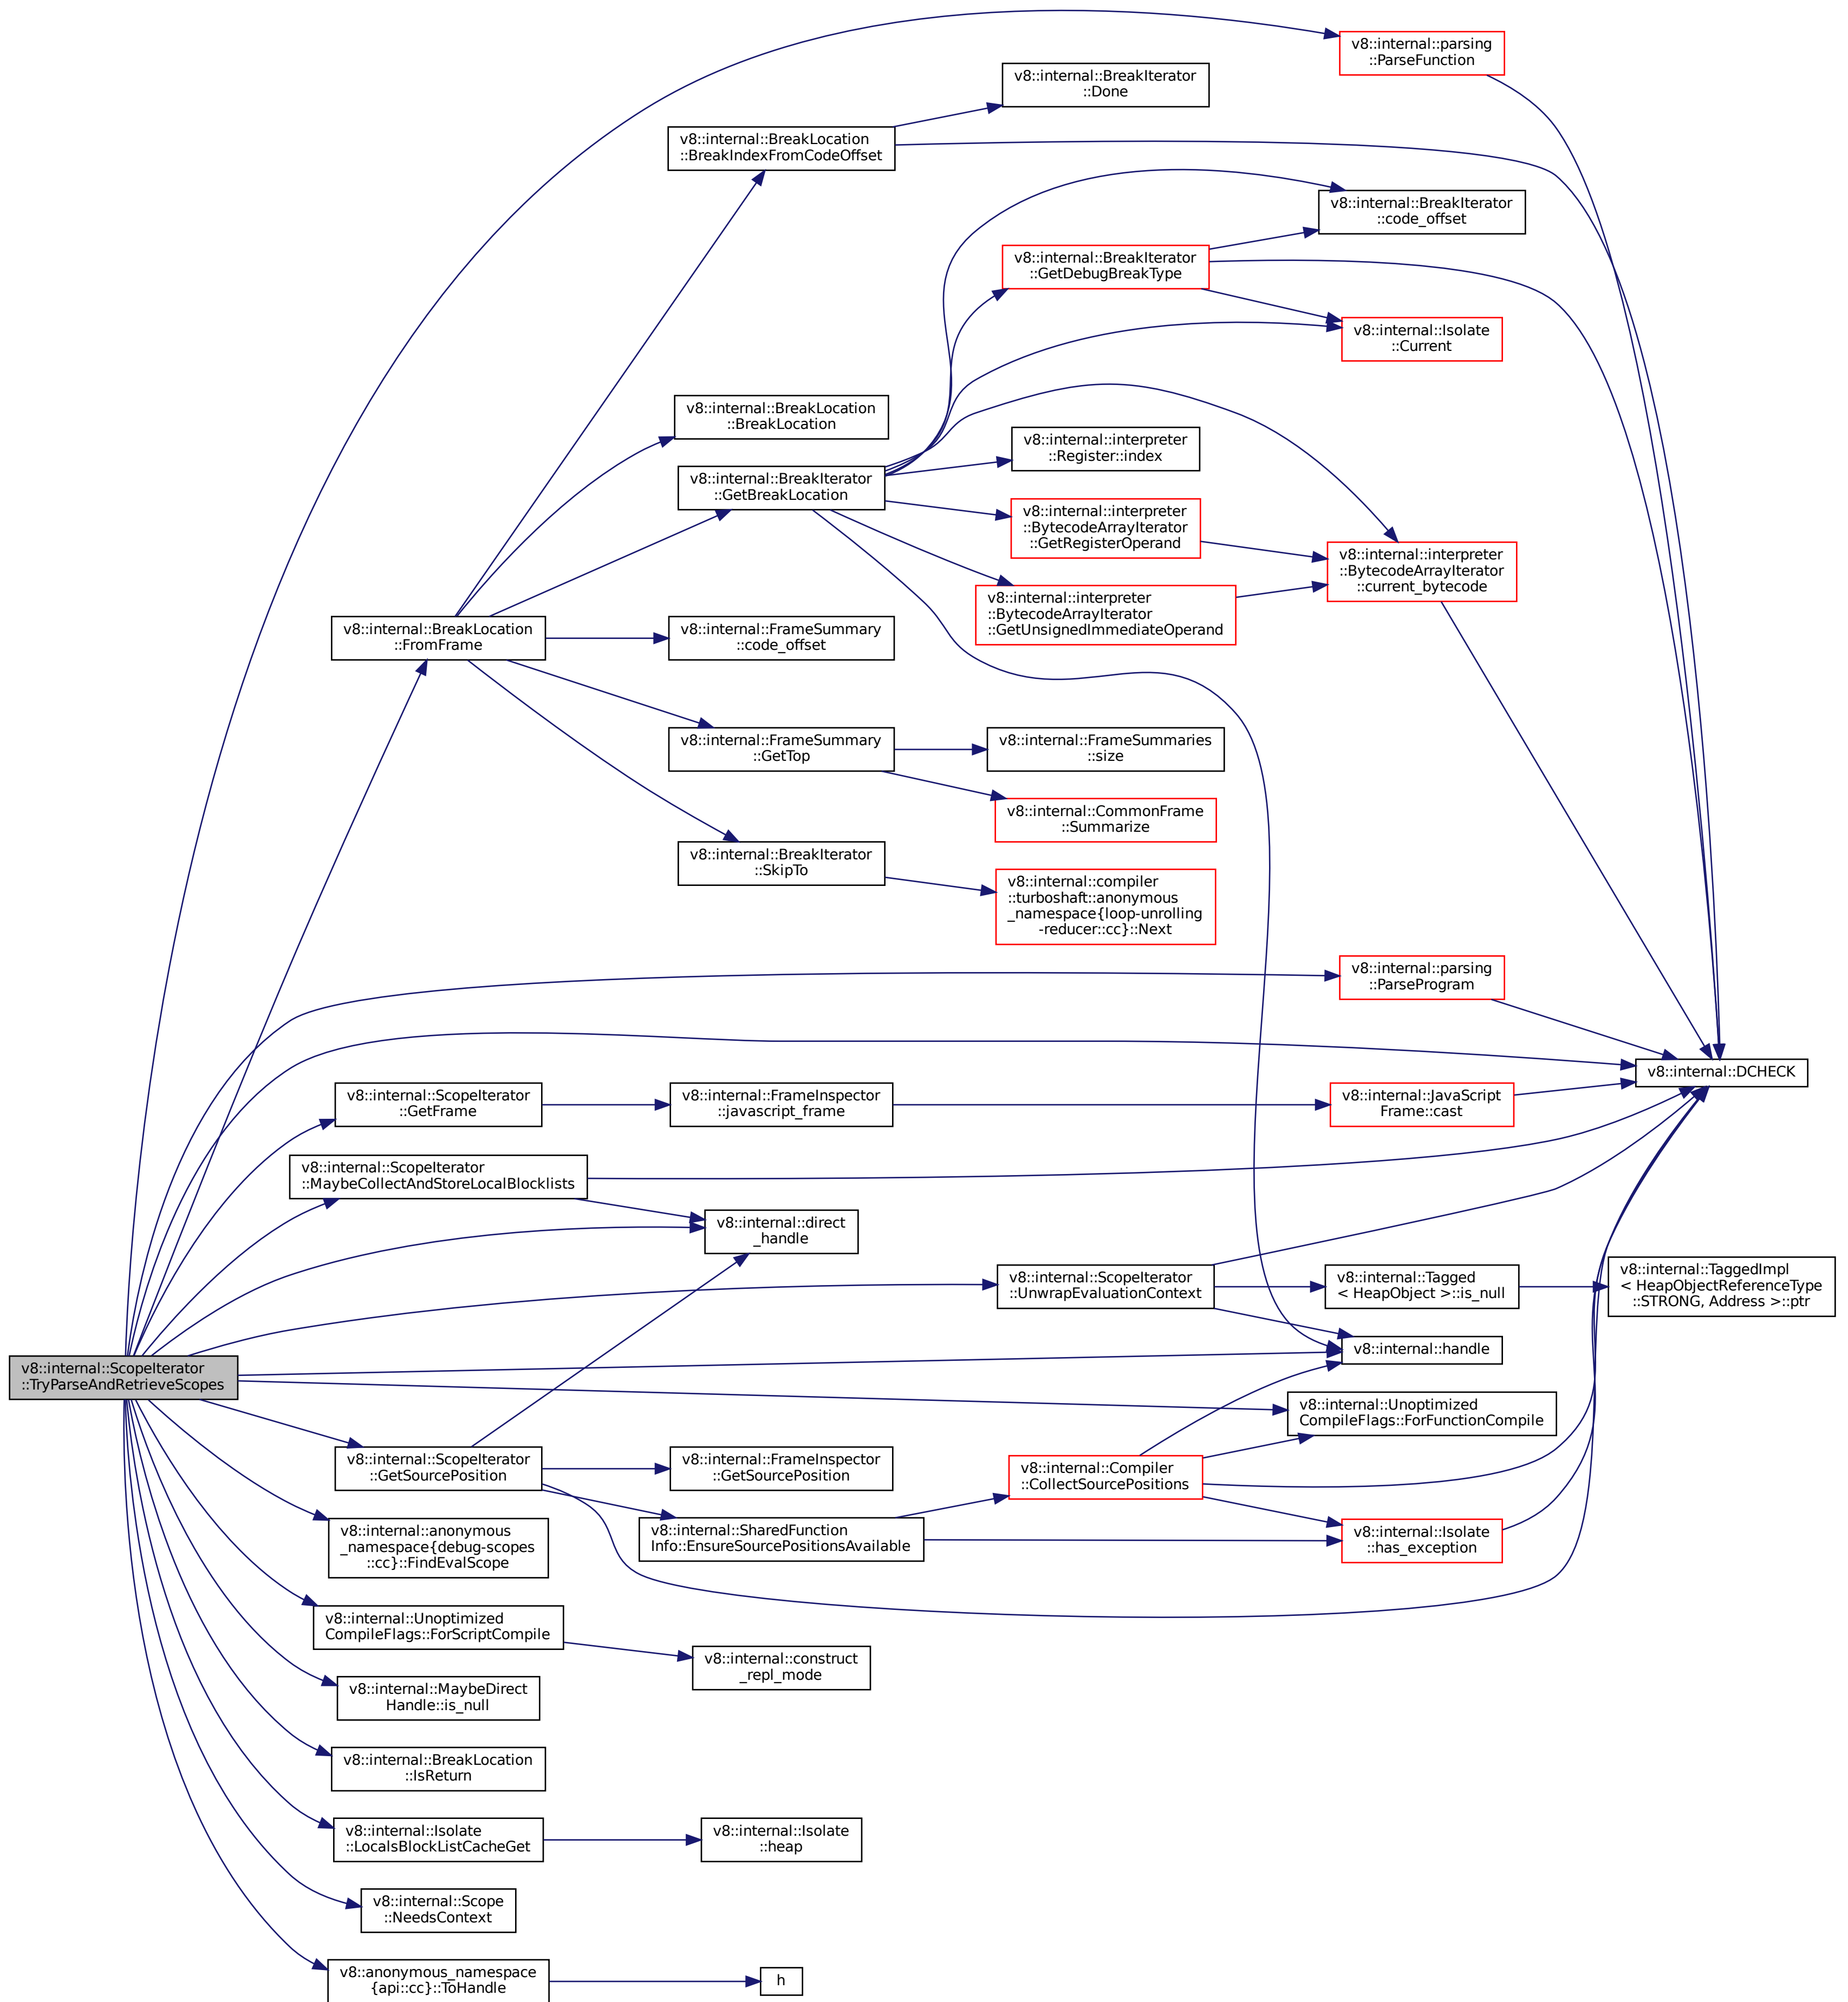 v8::internal::parsing
::ParseFunction
v8::internal::BreakIterator
::Done
v8::internal::BreakLocation
::BreakIndexFromCodeOffset
v8::internal::BreakIterator
::code_offset
v8::internal::BreakIterator
::GetDebugBreakType
v8::internal::Isolate
::Current
v8::internal::BreakLocation
::BreakLocation
v8::internal::interpreter
::Register::index
v8::internal::BreakIterator
::GetBreakLocation
v8::internal::interpreter
::BytecodeArrayIterator
::GetRegisterOperand
v8::internal::interpreter
::BytecodeArrayIterator
::current_bytecode
v8::internal::interpreter
::BytecodeArrayIterator
::GetUnsignedImmediateOperand
v8::internal::BreakLocation
::FromFrame
v8::internal::FrameSummary
::code_offset
v8::internal::FrameSummary
::GetTop
v8::internal::FrameSummaries
::size
v8::internal::CommonFrame
::Summarize
v8::internal::BreakIterator
::SkipTo
v8::internal::compiler
::turboshaft::anonymous
_namespace{loop-unrolling
-reducer::cc}::Next
v8::internal::parsing
::ParseProgram
v8::internal::DCHECK
v8::internal::ScopeIterator
::GetFrame
v8::internal::FrameInspector
::javascript_frame
v8::internal::JavaScript
Frame::cast
v8::internal::ScopeIterator
::MaybeCollectAndStoreLocalBlocklists
v8::internal::direct
_handle
v8::internal::ScopeIterator
::UnwrapEvaluationContext
v8::internal::Tagged
< HeapObject >::is_null
v8::internal::TaggedImpl
< HeapObjectReferenceType
::STRONG, Address >::ptr
v8::internal::handle
v8::internal::ScopeIterator
::TryParseAndRetrieveScopes
v8::internal::Unoptimized
CompileFlags::ForFunctionCompile
v8::internal::ScopeIterator
::GetSourcePosition
v8::internal::FrameInspector
::GetSourcePosition
v8::internal::Compiler
::CollectSourcePositions
v8::internal::SharedFunction
Info::EnsureSourcePositionsAvailable
v8::internal::Isolate
::has_exception
v8::internal::anonymous
_namespace{debug-scopes
::cc}::FindEvalScope
v8::internal::Unoptimized
CompileFlags::ForScriptCompile
v8::internal::construct
_repl_mode
v8::internal::MaybeDirect
Handle::is_null
v8::internal::BreakLocation
::IsReturn
v8::internal::Isolate
::LocalsBlockListCacheGet
v8::internal::Isolate
::heap
v8::internal::Scope
::NeedsContext
v8::anonymous_namespace
{api::cc}::ToHandle
h